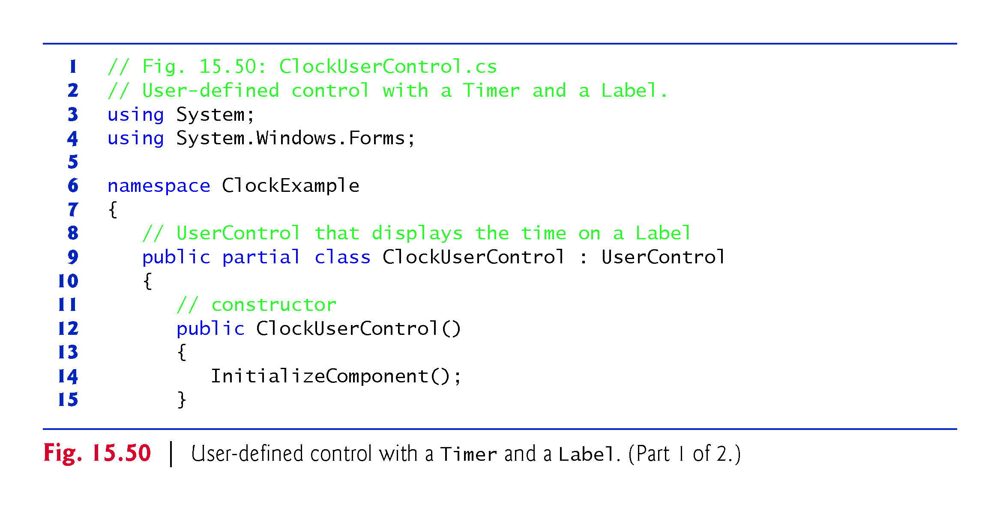 1 // Fig. 15.50: ClockUserControl.cs
2 // User-defined control with a Timer and a Label.
3 using System;
4 using System.Windows.Forms;
5
6 namespace ClockExample
7 {
8 // UserControl that displays the time on a Label
9 public partial class ClockUserControl : UserControl
10 {
11 // constructor
12 public ClockUserControl()
13 {
14 InitializeComponent();
15 }
Fig. 15.50 | User-defined control with a Timer and a Label. (Part 1 of 2.)